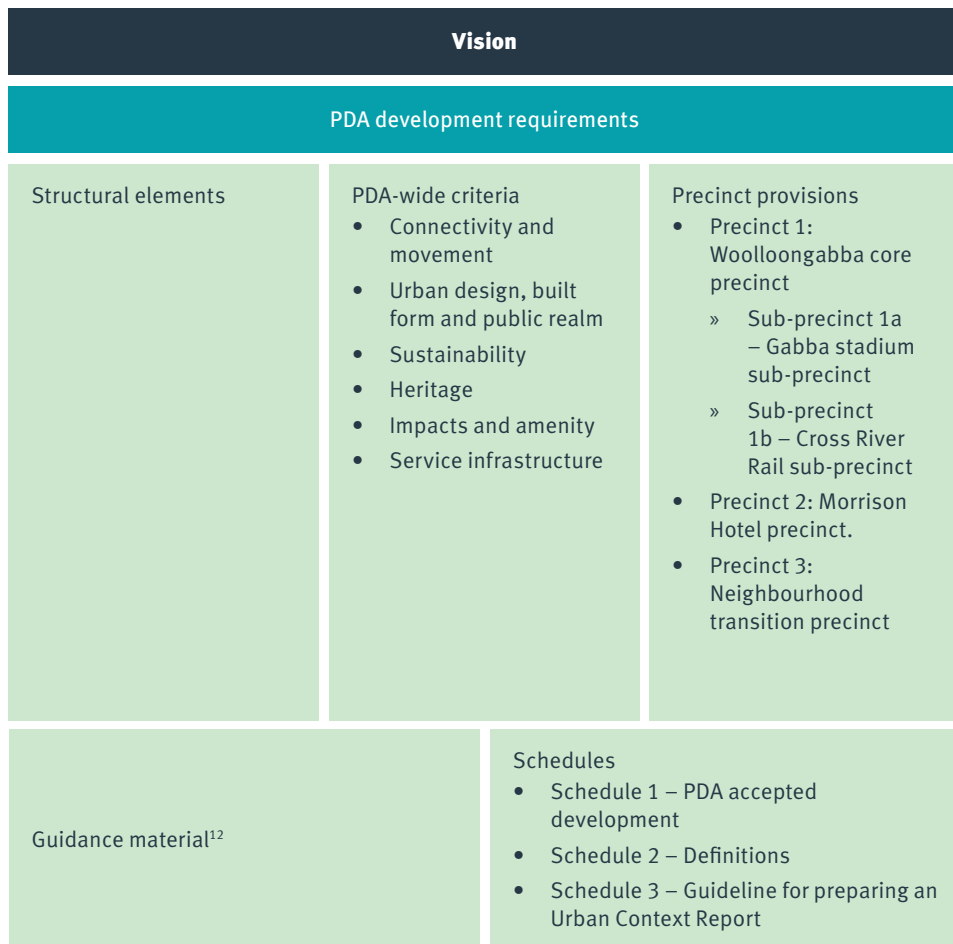 Vision
PDA development requirements
Structural elements
PDA-wide criteria
• Connectivity and
movement
• Urban design, built
form and public realm
• Sustainability
• Heritage
• Impacts and amenity
• Service infrastructure
Precinct provisions
• Precinct 1:
Woolloongabba core
precinct
» Sub-precinct 1a
– Gabba stadium
sub-precinct
» Sub-precinct
1b – Cross River
Rail sub-precinct
• Precinct 2: Morrison
Hotel precinct.
• Precinct 3:
Neighbourhood
transition precinct
Guidance material¹²
Schedules
• Schedule 1 – PDA accepted
development
• Schedule 2 – Definitions
• Schedule 3 – Guideline for preparing an
Urban Context Report